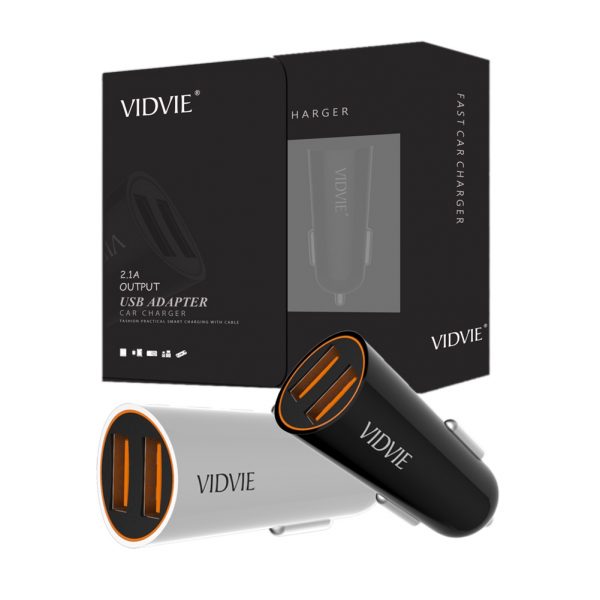 VIDVIE®
2.1A
OUTPUT
USB ADAPTER
CAR CHARGER
FASHION PRACTICAL SMART CHARGING WITH CABLE
CHARGER
VIDVIE®
FAST CAR CHARGER
VIDVIE®
VIDVIE
VIDVIE